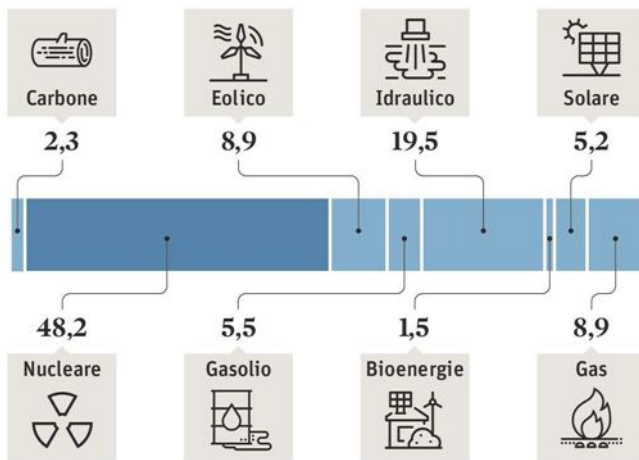 Carbone
2,3
Eolico
8,9
Idraulico
19,5
Solare
5,2
48,2
Nucleare
5,5
Gasolio
1,5
Bioenergie
8,9
Gas